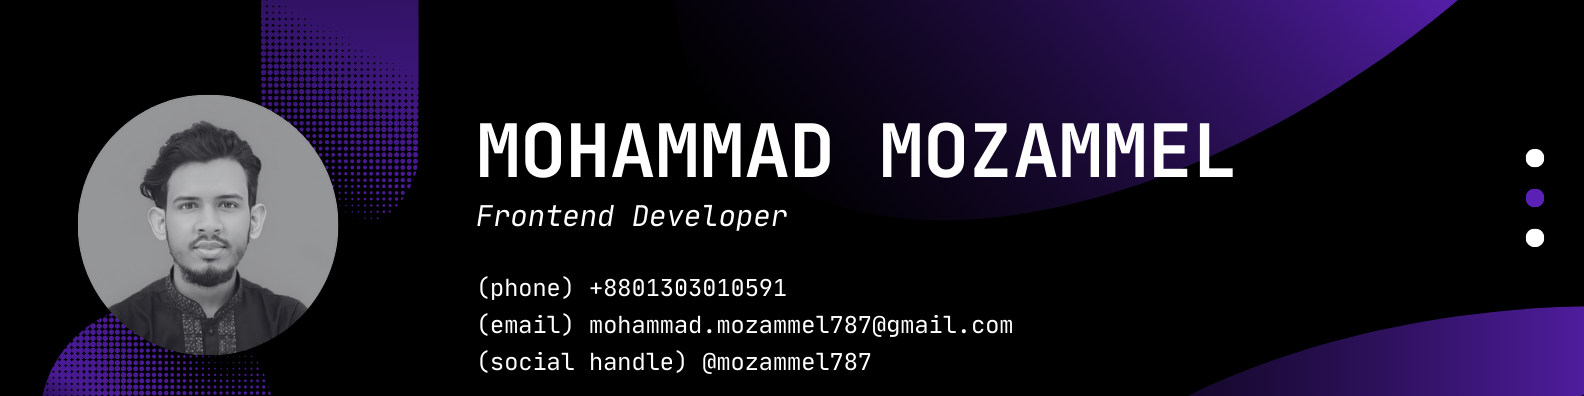 MOHAMMAD MOZAMMEL
Frontend Developer
(phone) +8801303010591
(email) mohammad.mozammel787@gmail.com
(social handle) @mozammel787